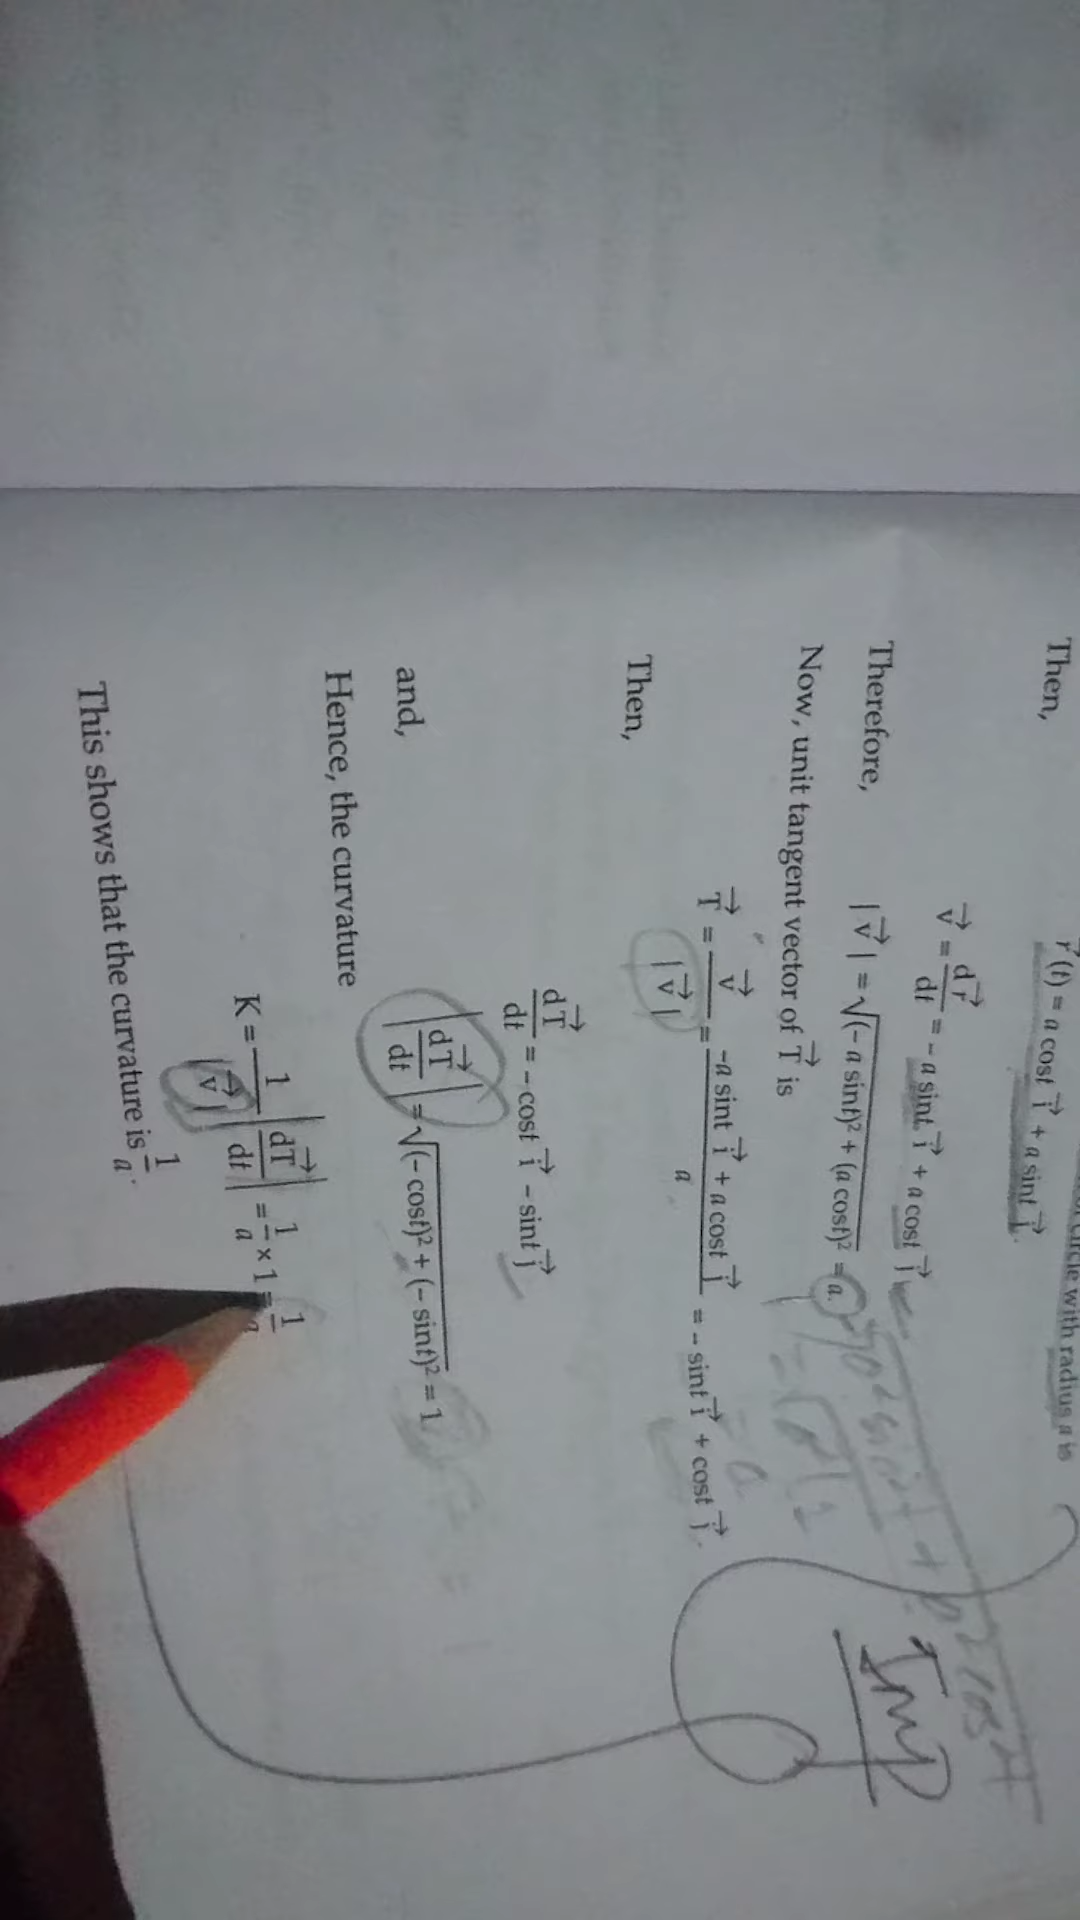 circle with radius a is
r⃗(t) = a cost i⃗ + a sint j⃗.
Then,
v⃗ = dr⃗/dt = - a sint i⃗ + a cost j⃗
Therefore,
| v⃗ | = √(- a sint)² + (a cost)² = a.
Now, unit tangent vector of T⃗ is
T⃗ = v⃗/| v⃗ | = -a sint i⃗ + a cost j⃗/a = - sint i⃗ + cost j⃗.
Then,
dT⃗/dt = - cost i⃗ - sint j⃗
and,
|dT⃗/dt| = √(- cost)² + (- sint)² = 1
Hence, the curvature
K = 1/| v⃗ | |dT⃗/dt| = 1/a × 1 = 1/a
This shows that the curvature is 1/a.
Imp